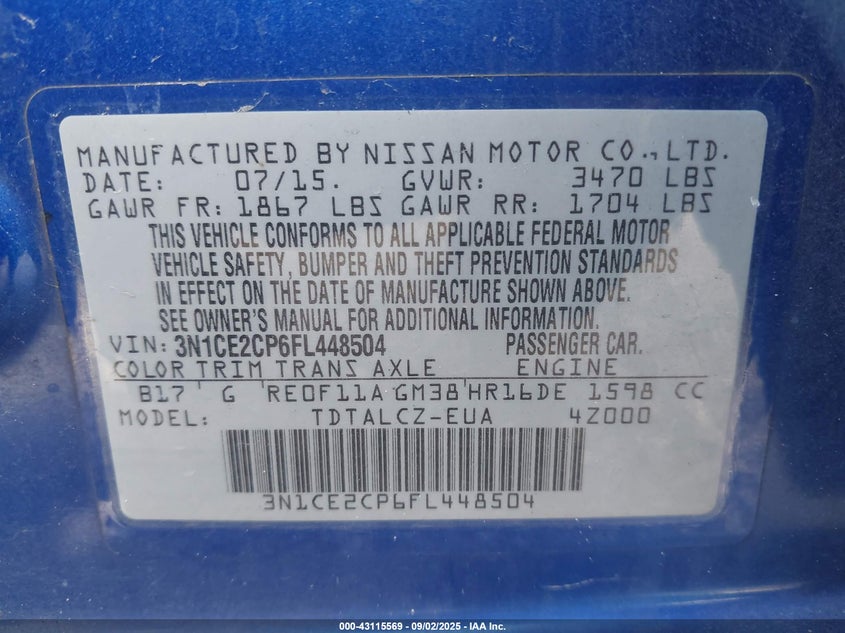 MANUFACTURED BY NISSAN MOTOR CO., LTD.
DATE: 07/15. GVWR: 3470 LBS
GAWR FR: 1867 LBS GAWR RR: 1704 LBS
THIS VEHICLE CONFORMS TO ALL APPLICABLE FEDERAL MOTOR
VEHICLE SAFETY, BUMPER AND THEFT PREVENTION STANDARDS
IN EFFECT ON THE DATE OF MANUFACTURE SHOWN ABOVE.
SEE OWNER'S MANUAL FOR ADDITIONAL INFORMATION.
VIN: 3N1CE2CP6FL448504 PASSENGER CAR.
COLOR TRIM TRANS AXLE ENGINE
B17 G RE0F11A GM38 HR16DE 1598 CC
MODEL: TDTALCZ-EUA 4Z000
3N1CE2CP6FL448504
000-43115569 - 09/02/2025 - IAA Inc.